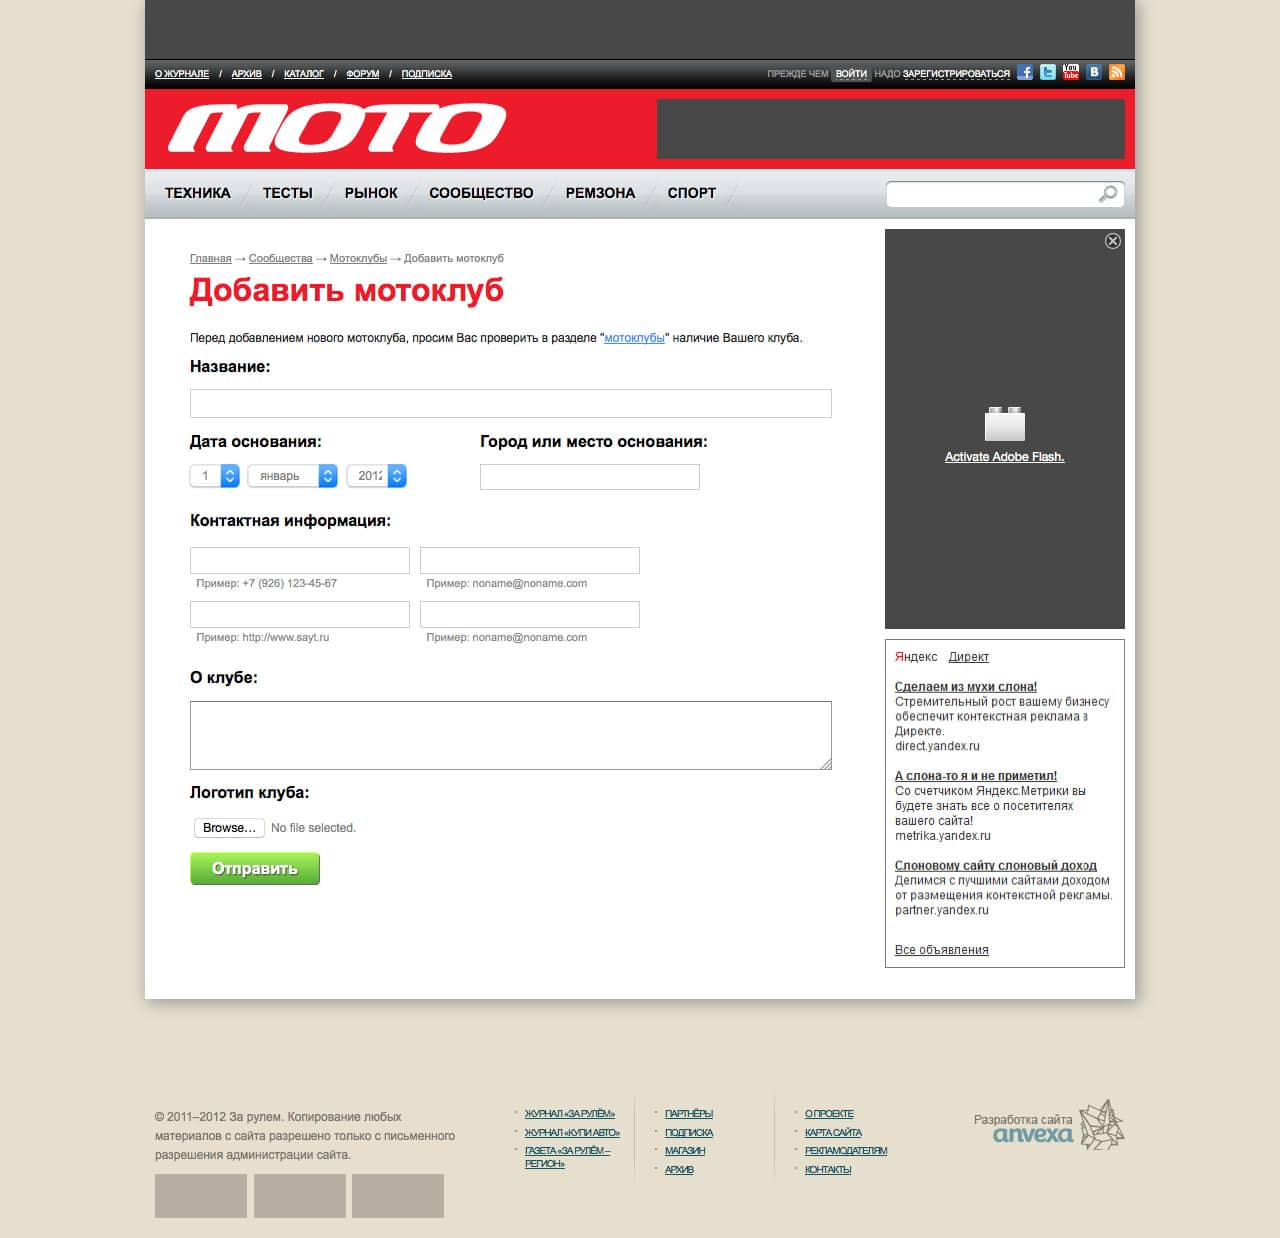 О ЖУРНАЛЕ / АРХИВ / КАТАЛОГ / ФОРУМ / ПОДПИСКА
ПРЕЖДЕ ЧЕМ ВОЙТИ НАДО ЗАРЕГИСТРИРОВАТЬСЯ
You
Tube
B
МОТО
ТЕХНИКА ТЕСТЫ РЫНОК СООБЩЕСТВО РЕМЗОНА СПОРТ
Главная → Сообщества → Мотоклубы → Добавить мотоклуб
Добавить мотоклуб
Перед добавлением нового мотоклуба, просим Вас проверить в разделе "мотоклубы" наличие Вашего клуба.
Название:
Дата основания:
Город или место основания:
1 январь 2012
Контактная информация:
Пример: +7 (926) 123-45-67
Пример: noname@noname.com
Пример: http://www.sayt.ru
Пример: noname@noname.com
О клубе:
Логотип клуба:
Browse... No file selected.
Отправить
Activate Adobe Flash.
Яндекс Директ
Сделаем из мухи слона!
Стремительный рост вашему бизнесу
обеспечит контекстная реклама в
Директе.
direct.yandex.ru
А слона-то я и не приметил!
Со счетчиком Яндекс.Метрики вы
будете знать все о посетителях
вашего сайта!
metrika.yandex.ru
Слоновому сайту слоновый доход
Делимся с лучшими сайтами доходом
от размещения контекстной рекламы.
partner.yandex.ru
Все объявления
© 2011–2012 За рулем. Копирование любых
материалов с сайта разрешено только с письменного
разрешения администрации сайта.
ЖУРНАЛ «ЗА РУЛЁМ»
ЖУРНАЛ «КУПИ АВТО»
ГАЗЕТА «ЗА РУЛЁМ –
РЕГИОН»
ПАРТНЁРЫ
ПОДПИСКА
МАГАЗИН
АРХИВ
О ПРОЕКТЕ
КАРТА САЙТА
РЕКЛАМОДАТЕЛЯМ
КОНТАКТЫ
Разработка сайта
anvexa